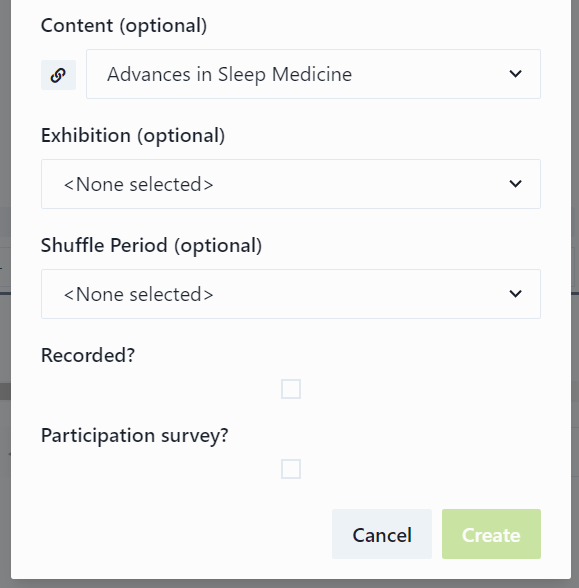 Content (optional)
Advances in Sleep Medicine
Exhibition (optional)
<None selected>
Shuffle Period (optional)
<None selected>
Recorded?
Participation survey?
Cancel
Create